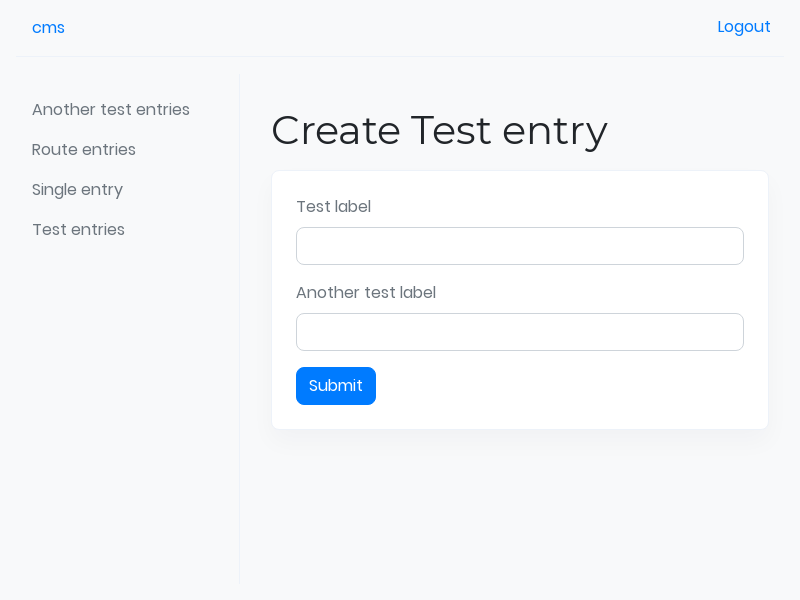 cms
Logout
Another test entries
Route entries
Single entry
Test entries
Create Test entry
Test label
Another test label
Submit